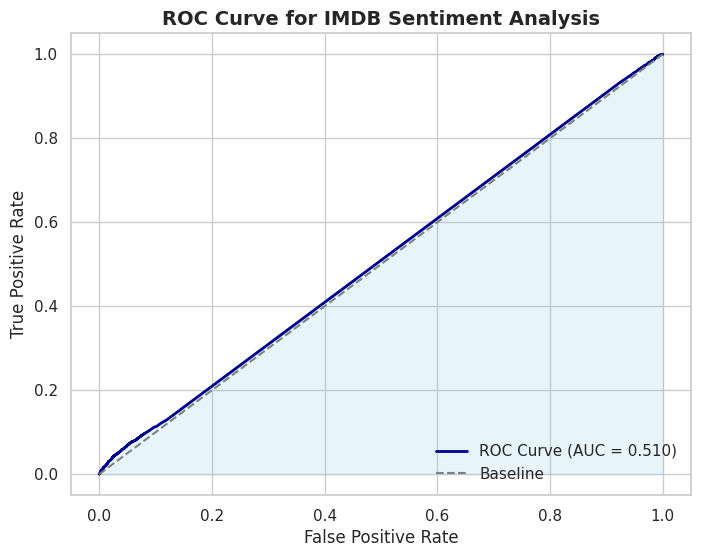 ROC Curve for IMDB Sentiment Analysis
True Positive Rate
1.0
0.8
0.6
0.4
0.2
0.0
ROC Curve (AUC = 0.510)
Baseline
0.0 0.2 0.4 0.6 0.8 1.0
False Positive Rate